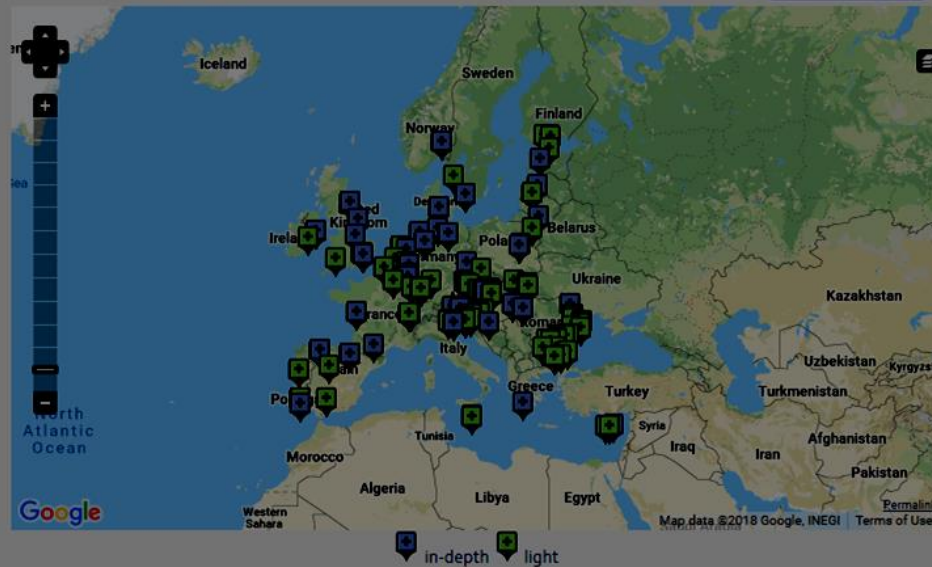 Iceland
Sweden
Finland
Norway
Belarus
Ukraine
Kazakhstan
Italy
Uzbekistan
Greece
Turkey
Turkmenistan
North
Atlantic
Ocean
Tunisia
Syria
Afghanistan
Morocco
Iraq
Iran
Pakistan
Algeria
Libya
Egypt
Western
Sahara
Permalink
Google
Map data ©2018 Google, INEGI Terms of Use
in-depth light